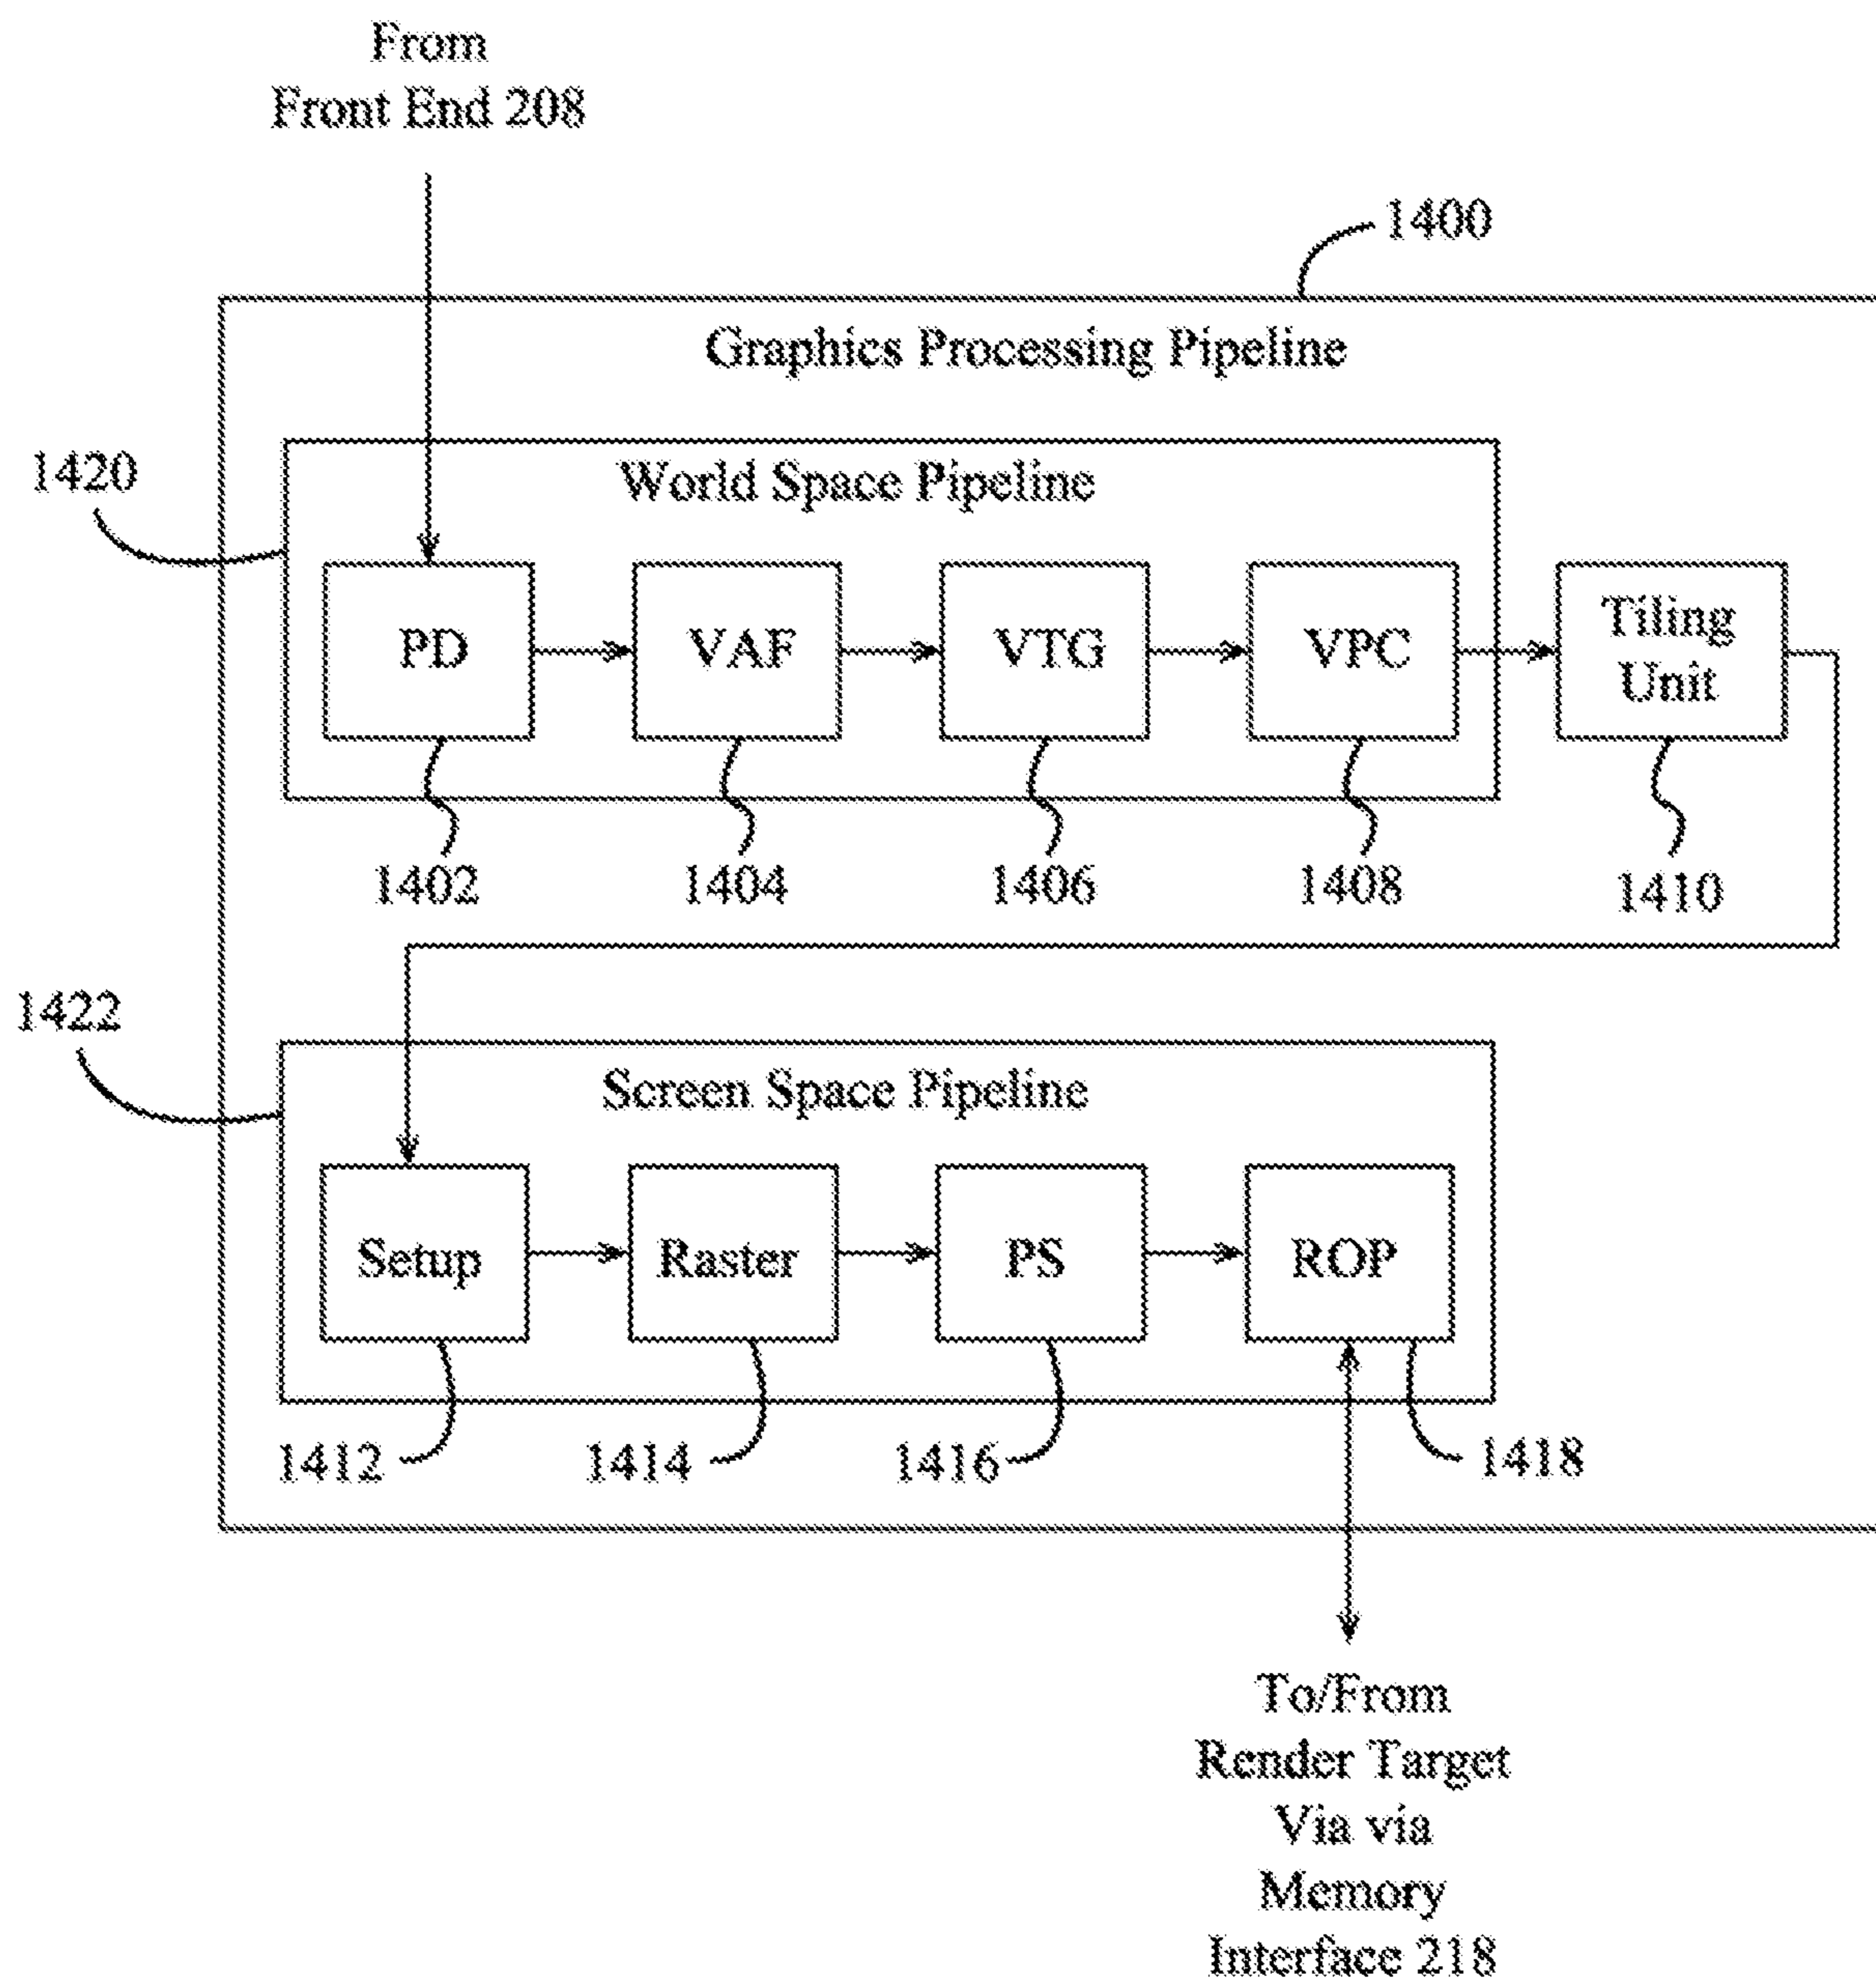 From
Front End 208
1400
Graphics Processing Pipeline
1420
World Space Pipeline
PD
VAF
VTG
VPC
Tiling
Unit
1402
1404
1406
1408
1410
1422
Screen Space Pipeline
Setup
Raster
PS
ROP
1412
1414
1416
1418
To/From
Render Target
Via via
Memory
Interface 218